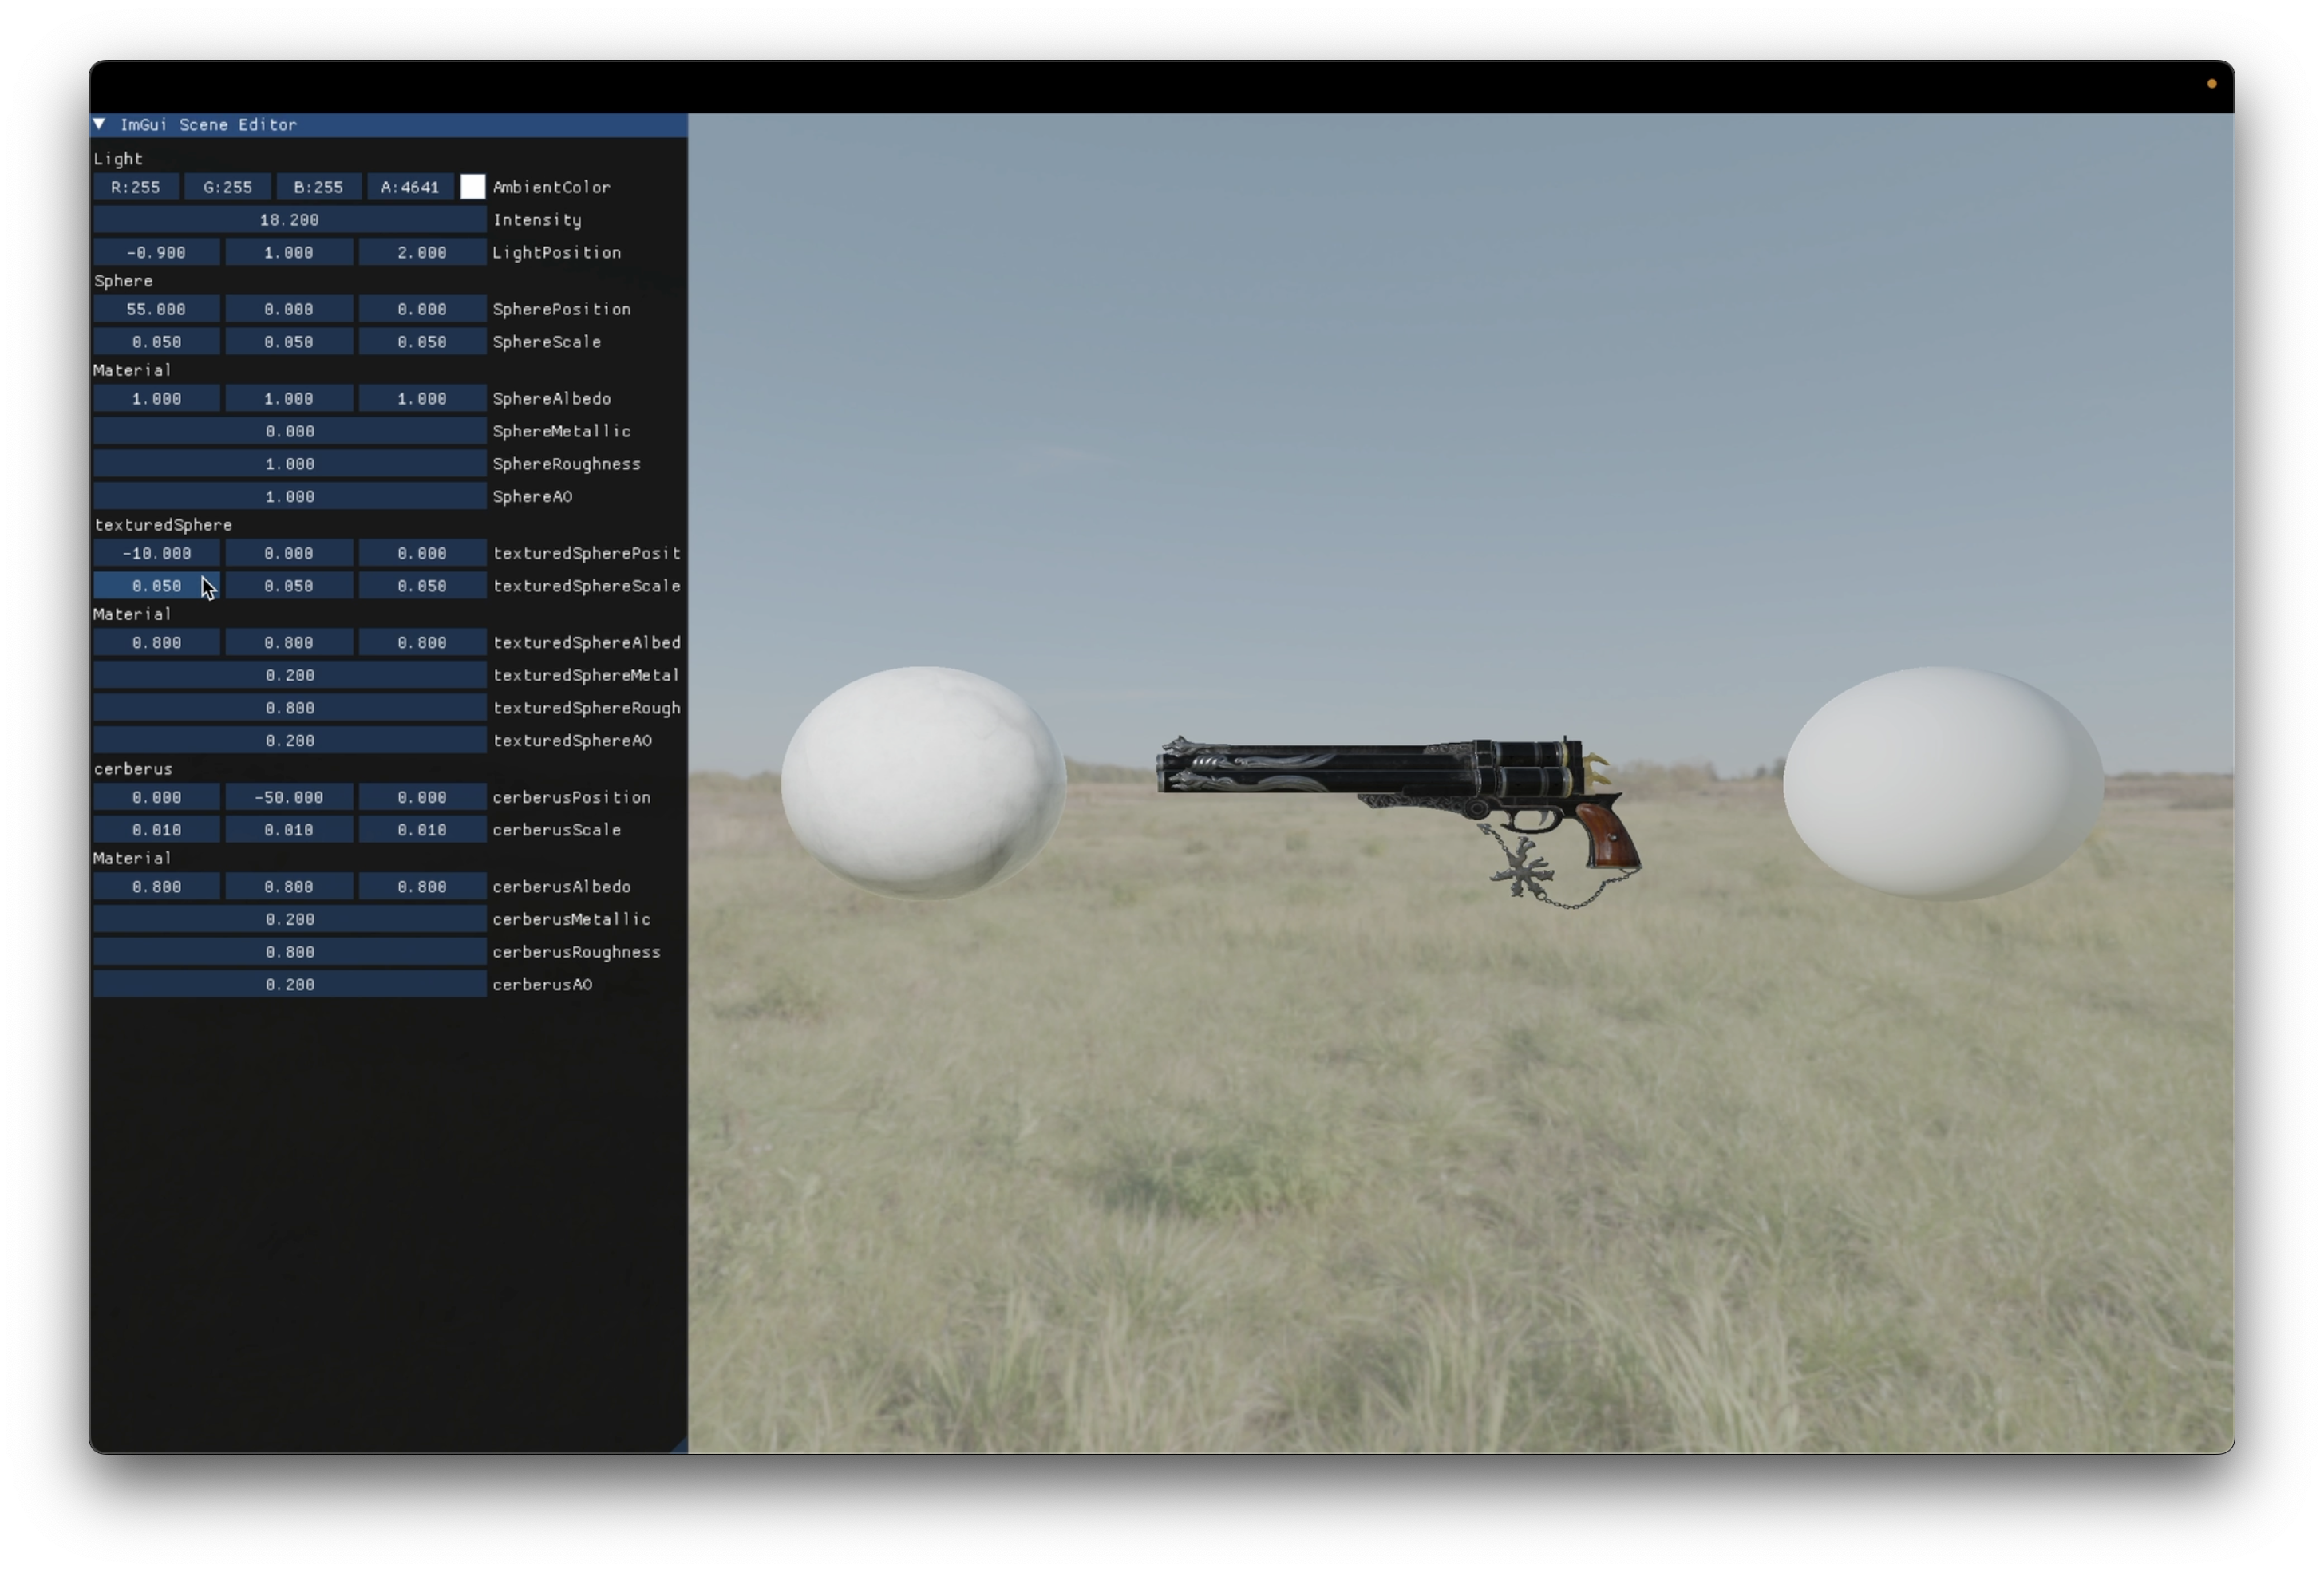 ImGui Scene Editor
Light
R:255 G:255 B:255 A:4641 AmbientColor
18.200 Intensity
-0.900 1.000 2.000 LightPosition
Sphere
55.000 0.000 0.000 SpherePosition
0.050 0.050 0.050 SphereScale
Material
1.000 1.000 1.000 SphereAlbedo
0.000 SphereMetallic
1.000 SphereRoughness
1.000 SphereAO
texturedSphere
-10.000 0.000 0.000 texturedSpherePosit
0.050 0.050 0.050 texturedSphereScale
Material
0.800 0.800 0.800 texturedSphereAlbed
0.200 texturedSphereMetal
0.800 texturedSphereRough
0.200 texturedSphereAO
cerberus
0.000 -50.000 0.000 cerberusPosition
0.010 0.010 0.010 cerberusScale
Material
0.800 0.800 0.800 cerberusAlbedo
0.200 cerberusMetallic
0.800 cerberusRoughness
0.200 cerberusAO